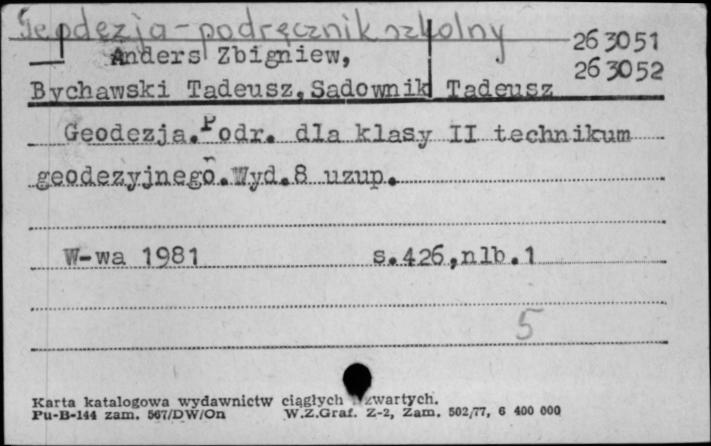 Geodezja - podręcznik szkolny
263051
Anders Zbigniew,
263052
Bychawski Tadeusz, Sadownik Tadeusz
Geodezja. Podr. dla klasy II technikum
geodezyjnego. Wyd. 8 uzup.
W-wa 1981 s.426,nlb.1
5
Karta katalogowa wydawnictw ciągłych zwartych.
Pu-B-144 zam. 567/DW/On W.Z.Graf. Z-2, Zam. 502/77, 6 400 000